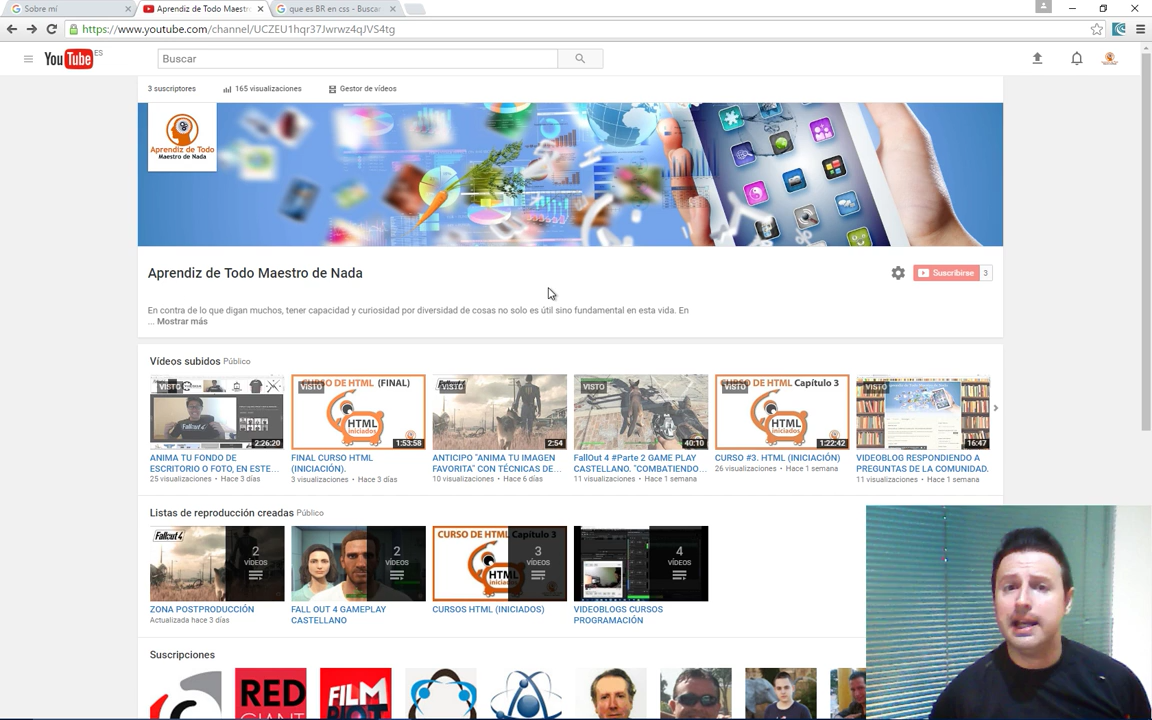 Sobre mí
Aprendiz de Todo Maestr
que es BR en css - Buscar
https://www.youtube.com/channel/UCZEU1hqr37Jwrwz4qJVS4tg
YouTube ES
Buscar
3 suscriptores
165 visualizaciones
Gestor de vídeos
Aprendiz de Todo
Maestro de Nada
Aprendiz de Todo Maestro de Nada
Suscribirse 3
En contra de lo que digan muchos, tener capacidad y curiosidad por diversidad de cosas no solo es útil sino fundamental en esta vida. En
... Mostrar más
Vídeos subidos Público
VISTO
2:26:20
VISTO
CURSO DE HTML (FINAL)
HTML
iniciados
1:53:58
VISTO
2:54
VISTO
40:10
VISTO
CURSO DE HTML Capítulo 3
HTML
iniciados
1:22:42
VISTO
16:47
ANIMA TU FONDO DE
ESCRITORIO O FOTO, EN ESTE...
25 visualizaciones • Hace 3 días
FINAL CURSO HTML
(INICIACIÓN).
3 visualizaciones • Hace 3 días
ANTICIPO "ANIMA TU IMAGEN
FAVORITA" CON TÉCNICAS DE...
10 visualizaciones • Hace 6 días
FallOut 4 #Parte 2 GAME PLAY
CASTELLANO. "COMBATIENDO...
11 visualizaciones • Hace 1 semana
CURSO #3. HTML (INICIACIÓN)
26 visualizaciones • Hace 1 semana
VIDEOBLOG RESPONDIENDO A
PREGUNTAS DE LA COMUNIDAD.
11 visualizaciones • Hace 1 semana
Listas de reproducción creadas Público
Fallout 4
2
VÍDEOS
2
VÍDEOS
CURSO DE HTML Capítulo 3
HTML
3
VÍDEOS
4
VÍDEOS
ZONA POSTPRODUCCIÓN
Actualizada hace 3 días
FALL OUT 4 GAMEPLAY
CASTELLANO
CURSOS HTML (INICIADOS)
VIDEOBLOGS CURSOS
PROGRAMACIÓN
Suscripciones
RED
GIANT
FILM
RIOT